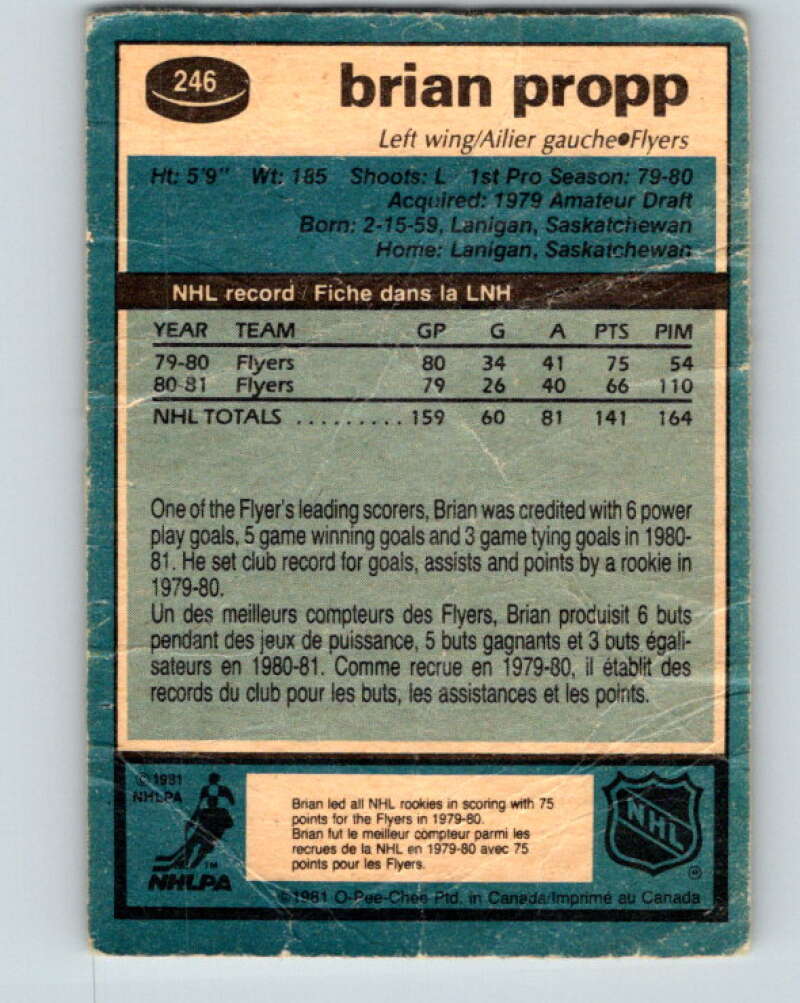 246
brian propp
Left wing/Ailier gauche●Flyers
Ht: 5'9" Wt: 185 Shoots: L 1st Pro Season: 79-80
Acquired: 1979 Amateur Draft
Born: 2-15-59, Lanigan, Saskatchewan
Home: Lanigan, Saskatchewan
NHL record / Fiche dans la LNH
YEAR TEAM GP G A PTS PIM
79-80 Flyers 80 34 41 75 54
80-81 Flyers 79 26 40 66 110
NHL TOTALS ......... 159 60 81 141 164
One of the Flyer's leading scorers, Brian was credited with 6 power
play goals, 5 game winning goals and 3 game tying goals in 1980-
81. He set club record for goals, assists and points by a rookie in
1979-80.
Un des meilleurs compteurs des Flyers, Brian produisit 6 buts
pendant des jeux de puissance, 5 buts gagnants et 3 buts égali-
sateurs en 1980-81. Comme recrue en 1979-80, il établit des
records du club pour les buts, les assistances et les points.
© 1981
NHLPA
TM
NHLPA
Brian led all NHL rookies in scoring with 75
points for the Flyers in 1979-80.
Brian fut le meilleur compteur parmi les
recrues de la NHL en 1979-80 avec 75
points pour les Flyers.
NHL
®
©1981 O-Pee-Chee Ptd. in Canada/Imprimé au Canada